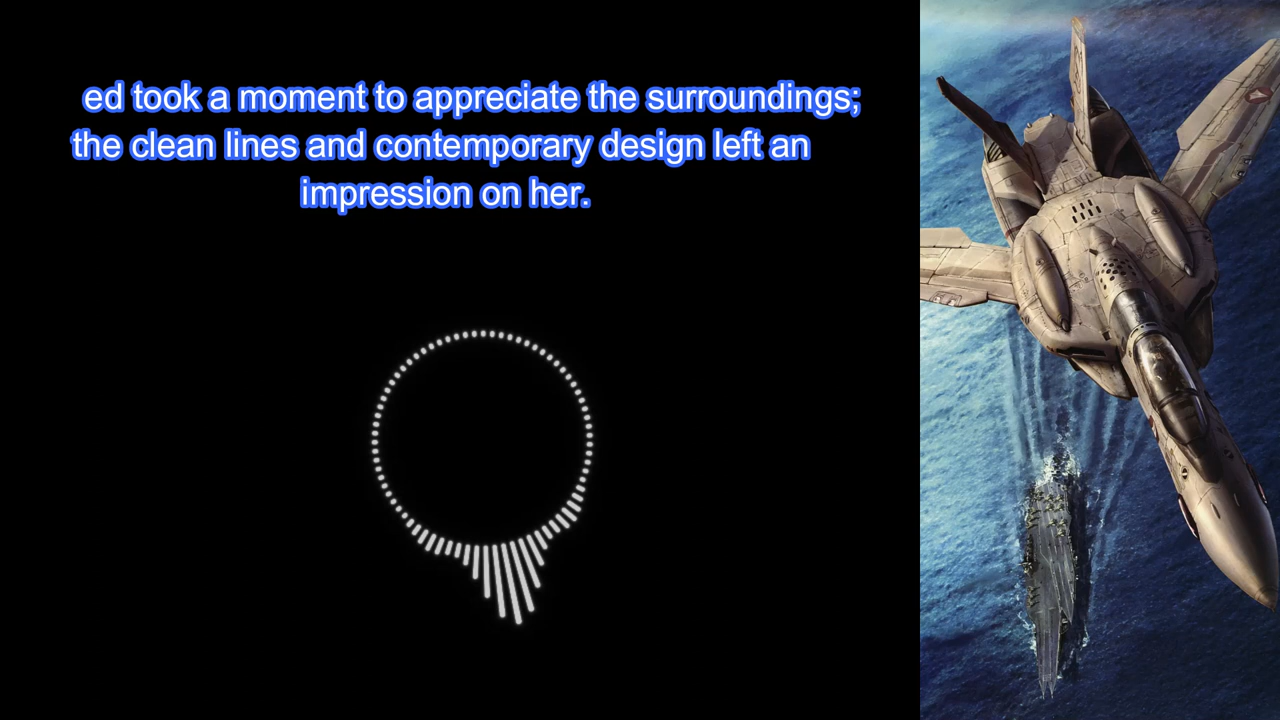 ed took a moment to appreciate the surroundings;
the clean lines and contemporary design left an
impression on her.